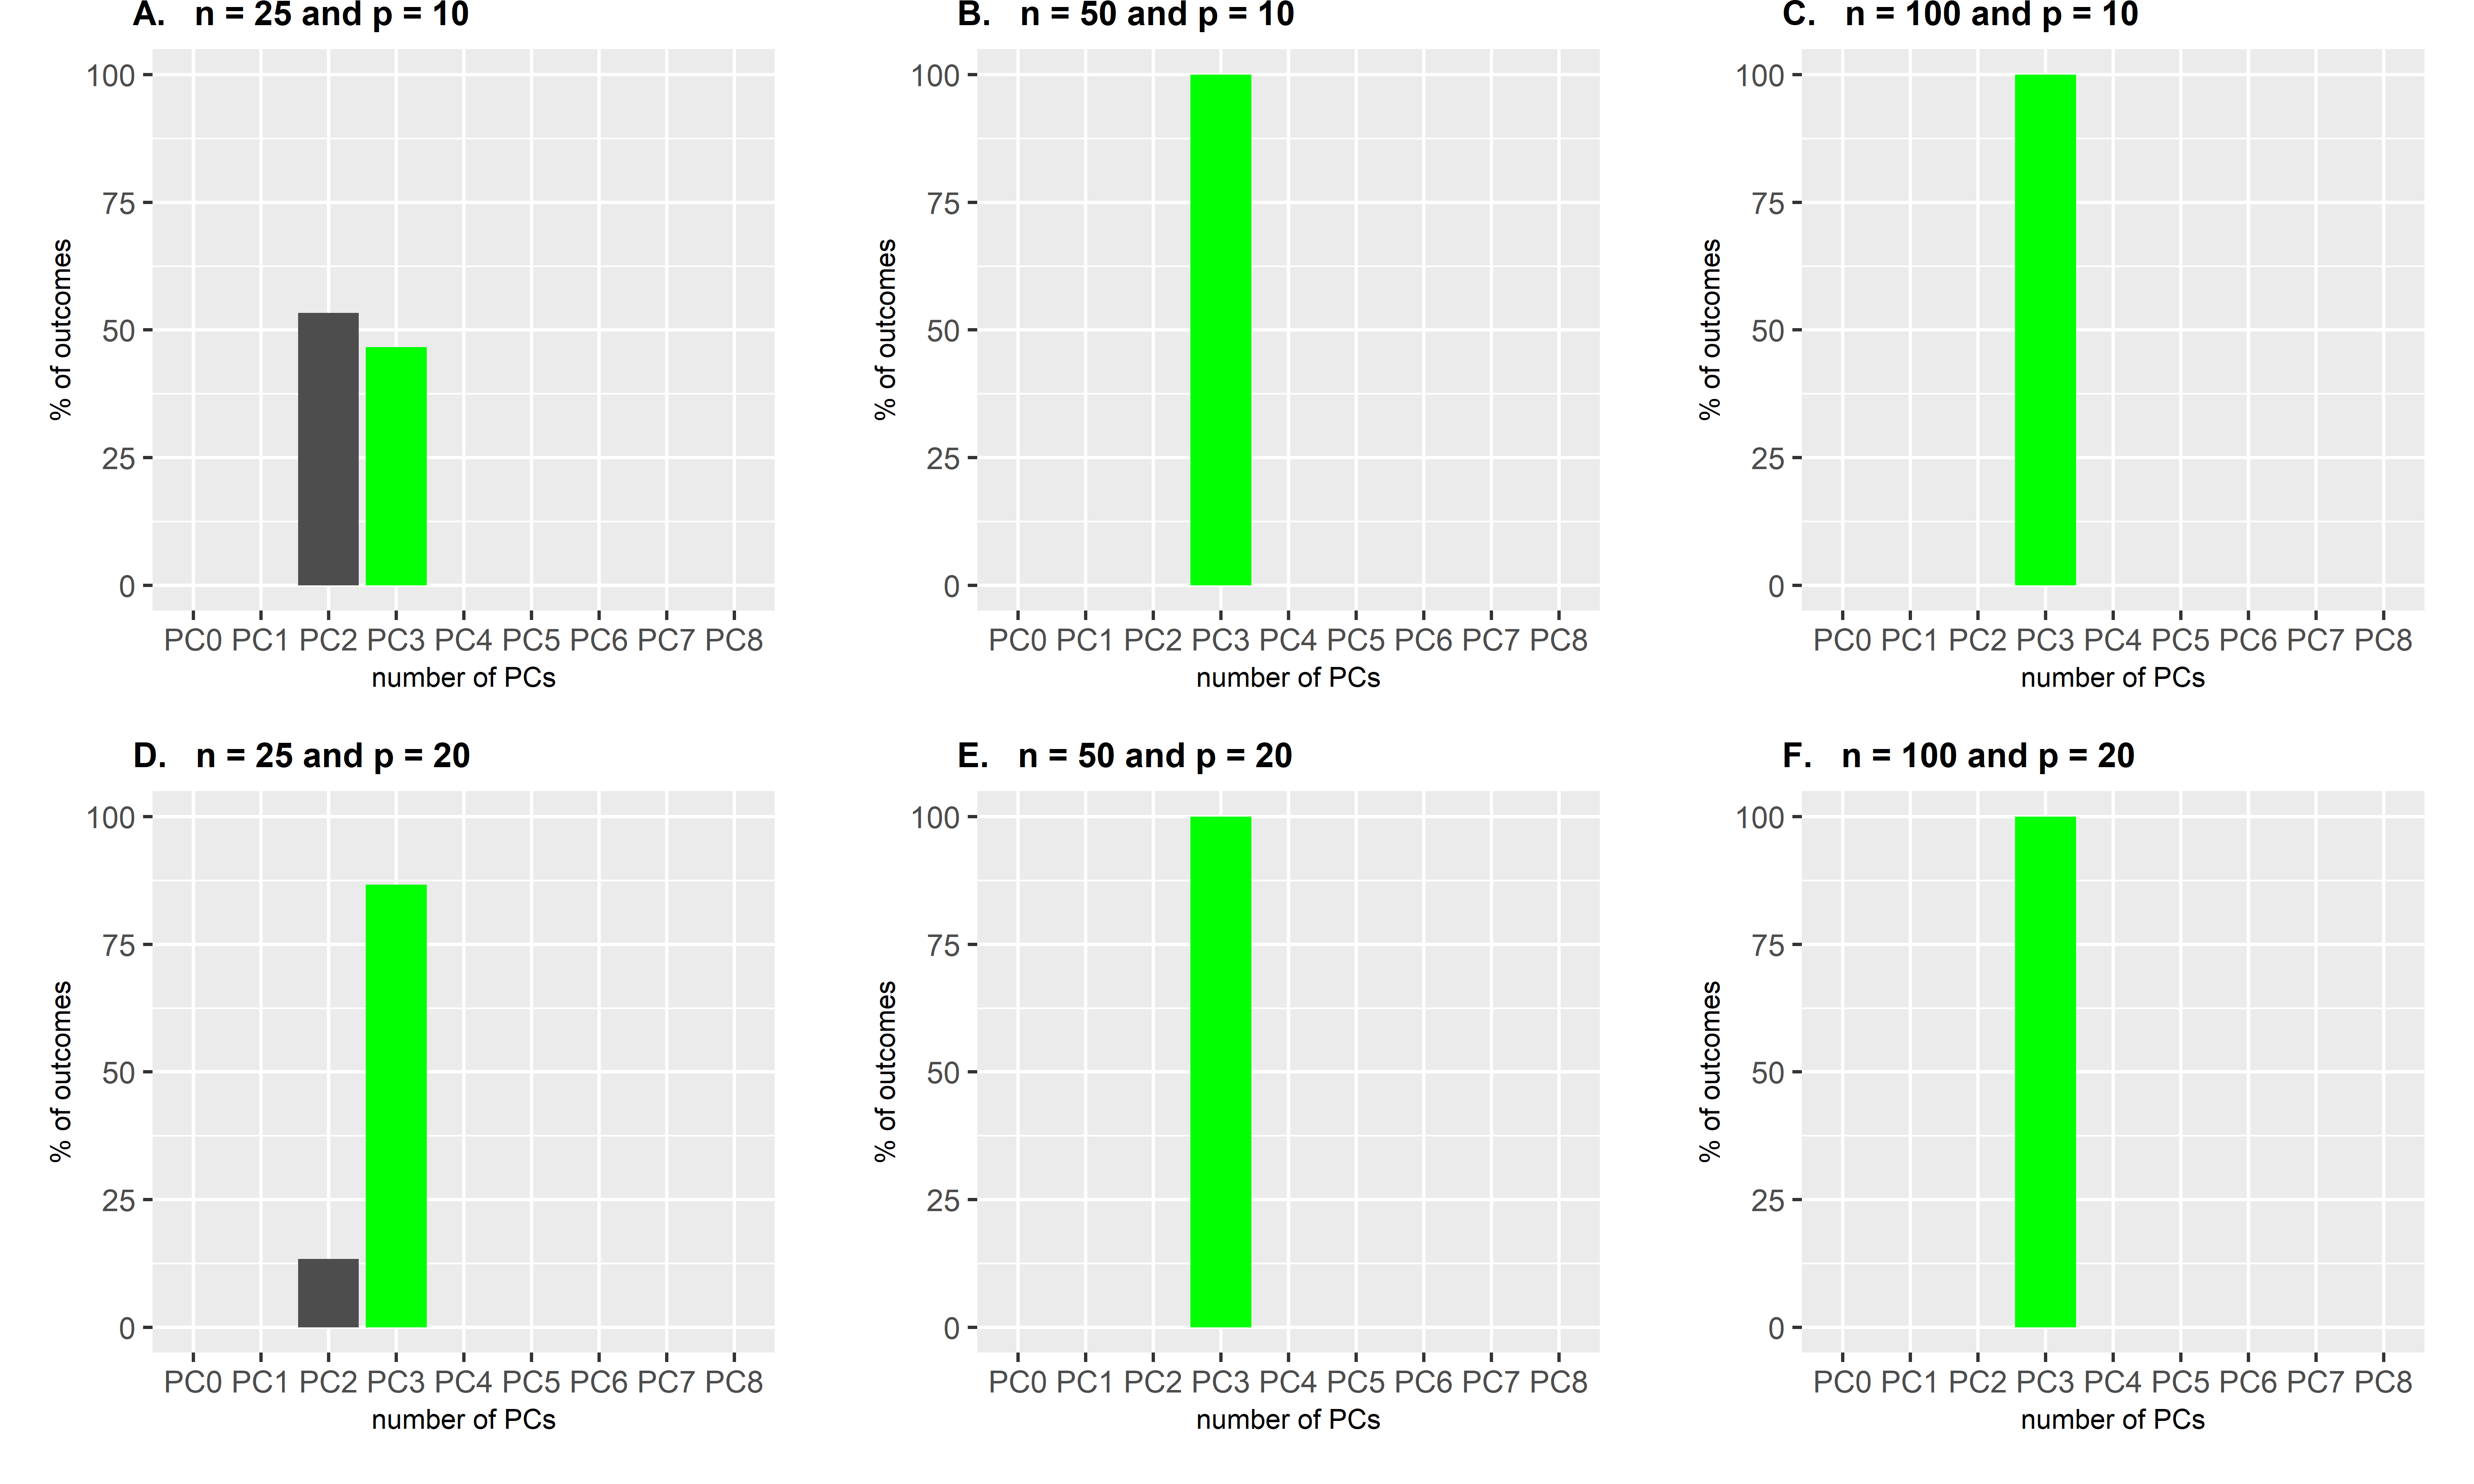 A. n = 25 and p = 10
100
75
50
25
0
% of outcomes
PC0 PC1 PC2 PC3 PC4 PC5 PC6 PC7 PC8
number of PCs
B. n = 50 and p = 10
100
75
50
25
0
% of outcomes
PC0 PC1 PC2 PC3 PC4 PC5 PC6 PC7 PC8
number of PCs
C. n = 100 and p = 10
100
75
50
25
0
% of outcomes
PC0 PC1 PC2 PC3 PC4 PC5 PC6 PC7 PC8
number of PCs
D. n = 25 and p = 20
100
75
50
25
0
% of outcomes
PC0 PC1 PC2 PC3 PC4 PC5 PC6 PC7 PC8
number of PCs
E. n = 50 and p = 20
100
75
50
25
0
% of outcomes
PC0 PC1 PC2 PC3 PC4 PC5 PC6 PC7 PC8
number of PCs
F. n = 100 and p = 20
100
75
50
25
0
% of outcomes
PC0 PC1 PC2 PC3 PC4 PC5 PC6 PC7 PC8
number of PCs